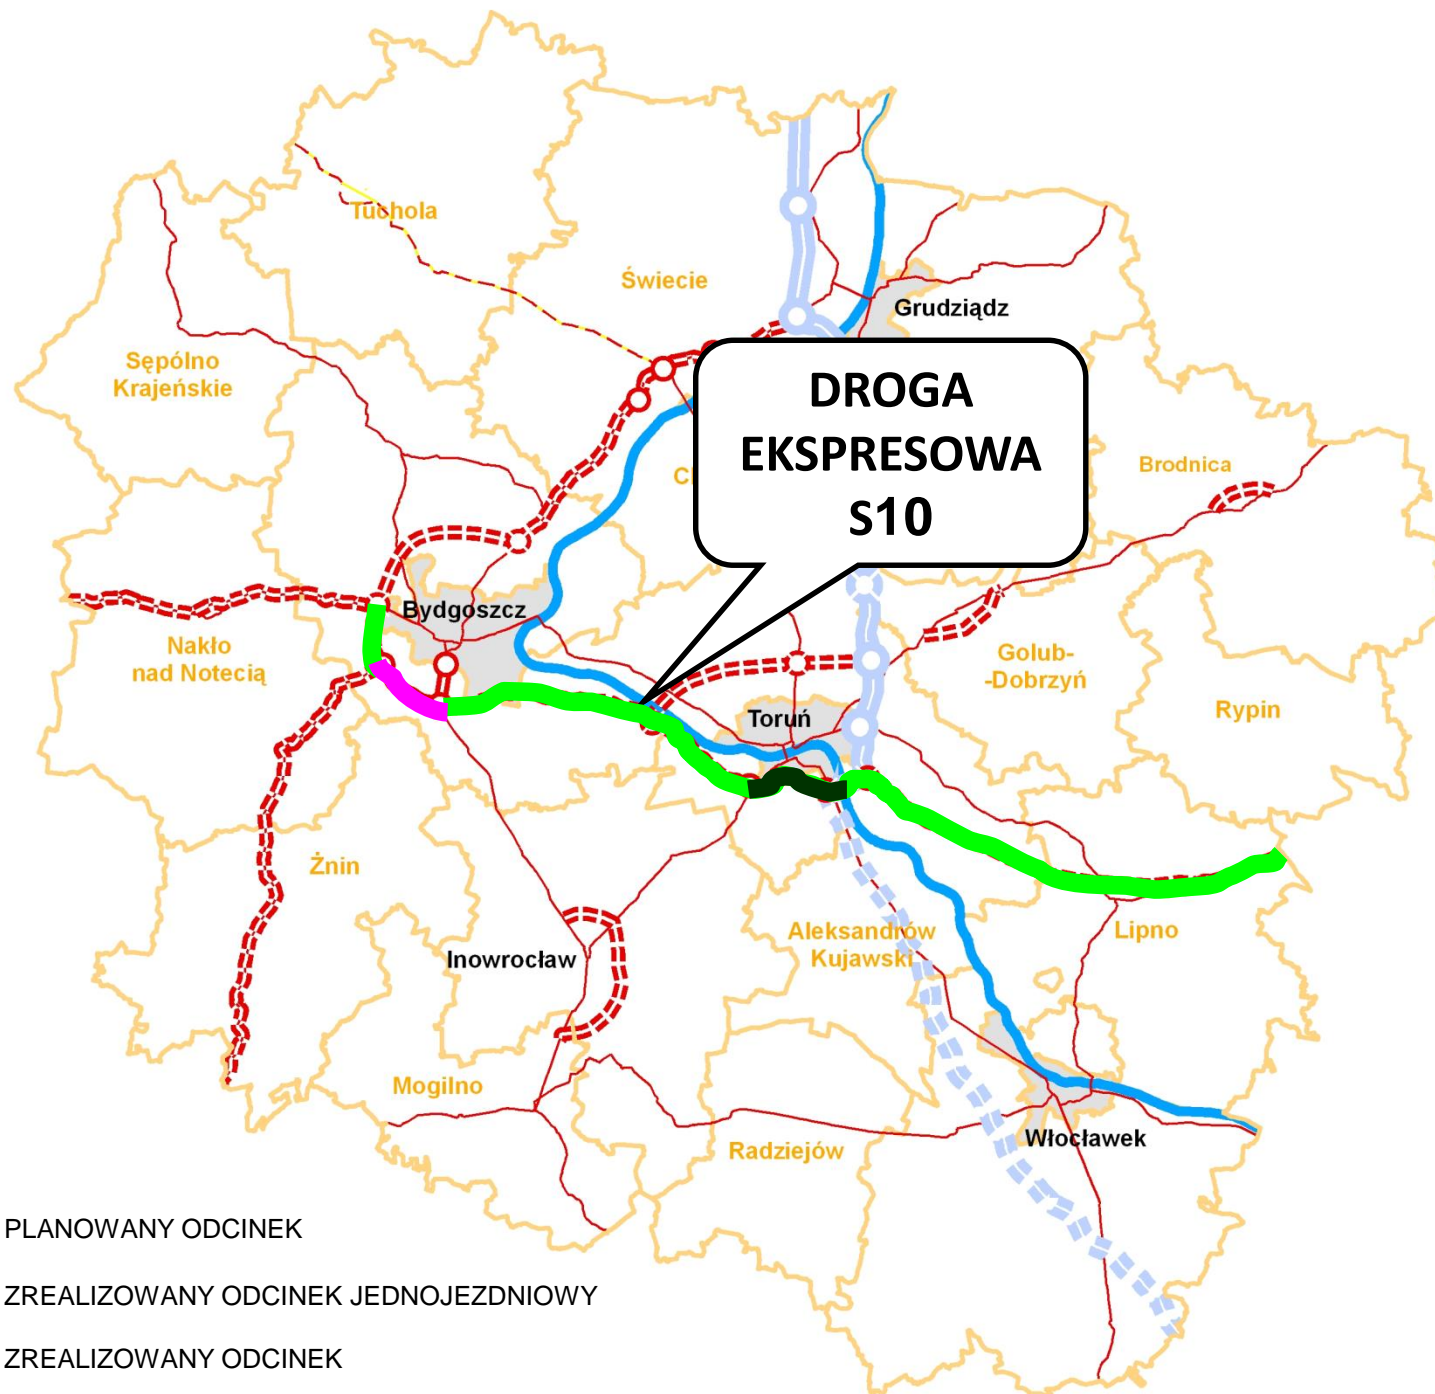 Tuchola
Świecie
Grudziądz
Sępólno
Krajeńskie
DROGA
EKSPRESOWA
S10
Brodnica
C
Bydgoszcz
Nakło
nad Notecią
Golub-
-Dobrzyń
Rypin
Toruń
Żnin
Aleksandrów
Kujawski
Lipno
Inowrocław
Mogilno
Radziejów
Włocławek
PLANOWANY ODCINEK
ZREALIZOWANY ODCINEK JEDNOJEZDNIOWY
ZREALIZOWANY ODCINEK